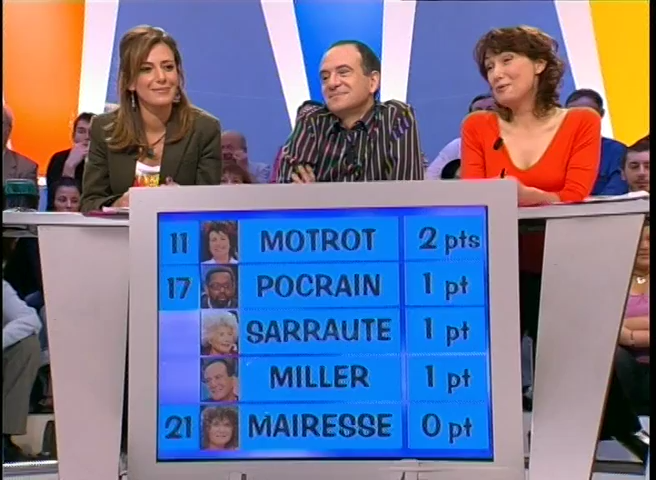 11 MOTROT 2 pts
17 POCRAIN 1 pt
SARRAUTE 1 pt
MILLER 1 pt
21 MAIRESSE 0 pt